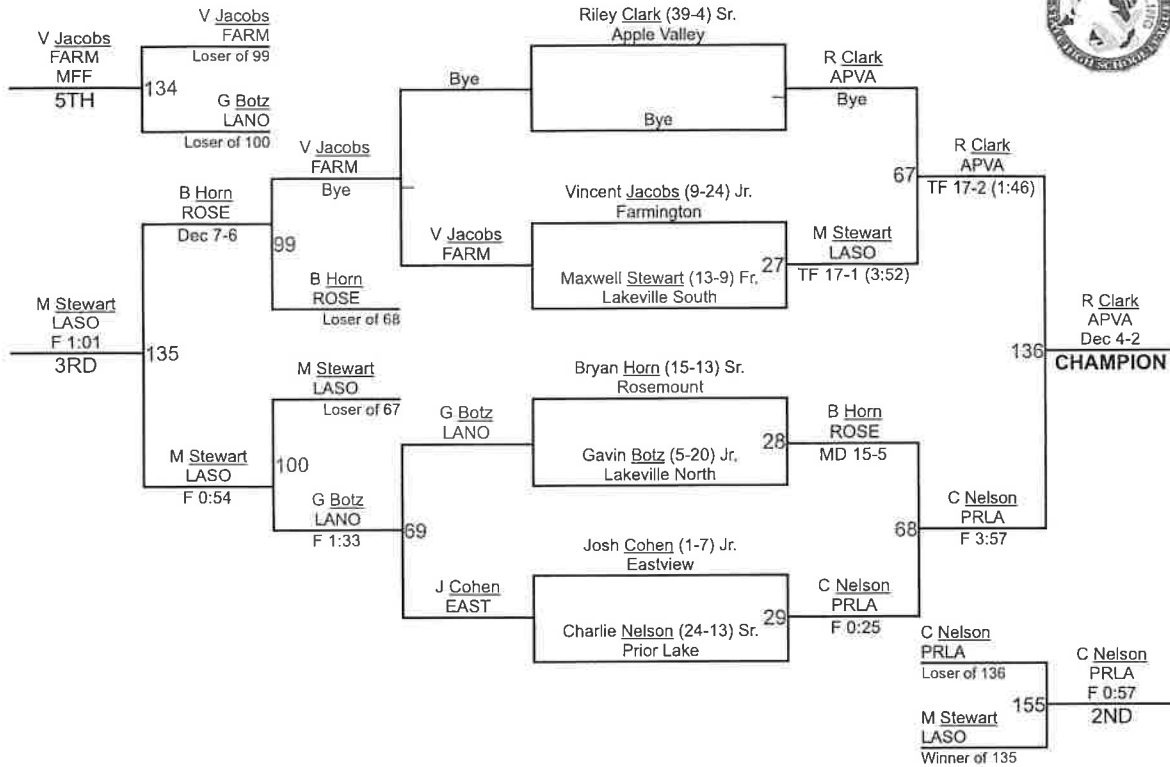 V Jacobs
FARM
MFF
5TH
134
V Jacobs
FARM
Loser of 99
G Botz
LANO
Loser of 100
M Stewart
LASO
F 1:01
3RD
135
B Horn
ROSE
Dec 7-6
M Stewart
LASO
F 0:54
99
V Jacobs
FARM
Bye
B Horn
ROSE
Loser of 68
100
M Stewart
LASO
Loser of 67
G Botz
LANO
F 1:33
Bye
V Jacobs
FARM
69
G Botz
LANO
J Cohen
EAST
Riley Clark (39-4) Sr.
Apple Valley
Bye
Vincent Jacobs (9-24) Jr.
Farmington
27
Maxwell Stewart (13-9) Fr,
Lakeville South
Bryan Horn (15-13) Sr.
Rosemount
28
Gavin Botz (5-20) Jr,
Lakeville North
Josh Cohen (1-7) Jr.
Eastview
29
Charlie Nelson (24-13) Sr.
Prior Lake
R Clark
APVA
Bye
67
M Stewart
LASO
TF 17-1 (3:52)
B Horn
ROSE
MD 15-5
68
C Nelson
PRLA
F 0:25
R Clark
APVA
TF 17-2 (1:46)
C Nelson
PRLA
F 3:57
136
R Clark
APVA
Dec 4-2
CHAMPION
C Nelson
PRLA
Loser of 136
155
M Stewart
LASO
Winner of 135
C Nelson
PRLA
F 0:57
2ND